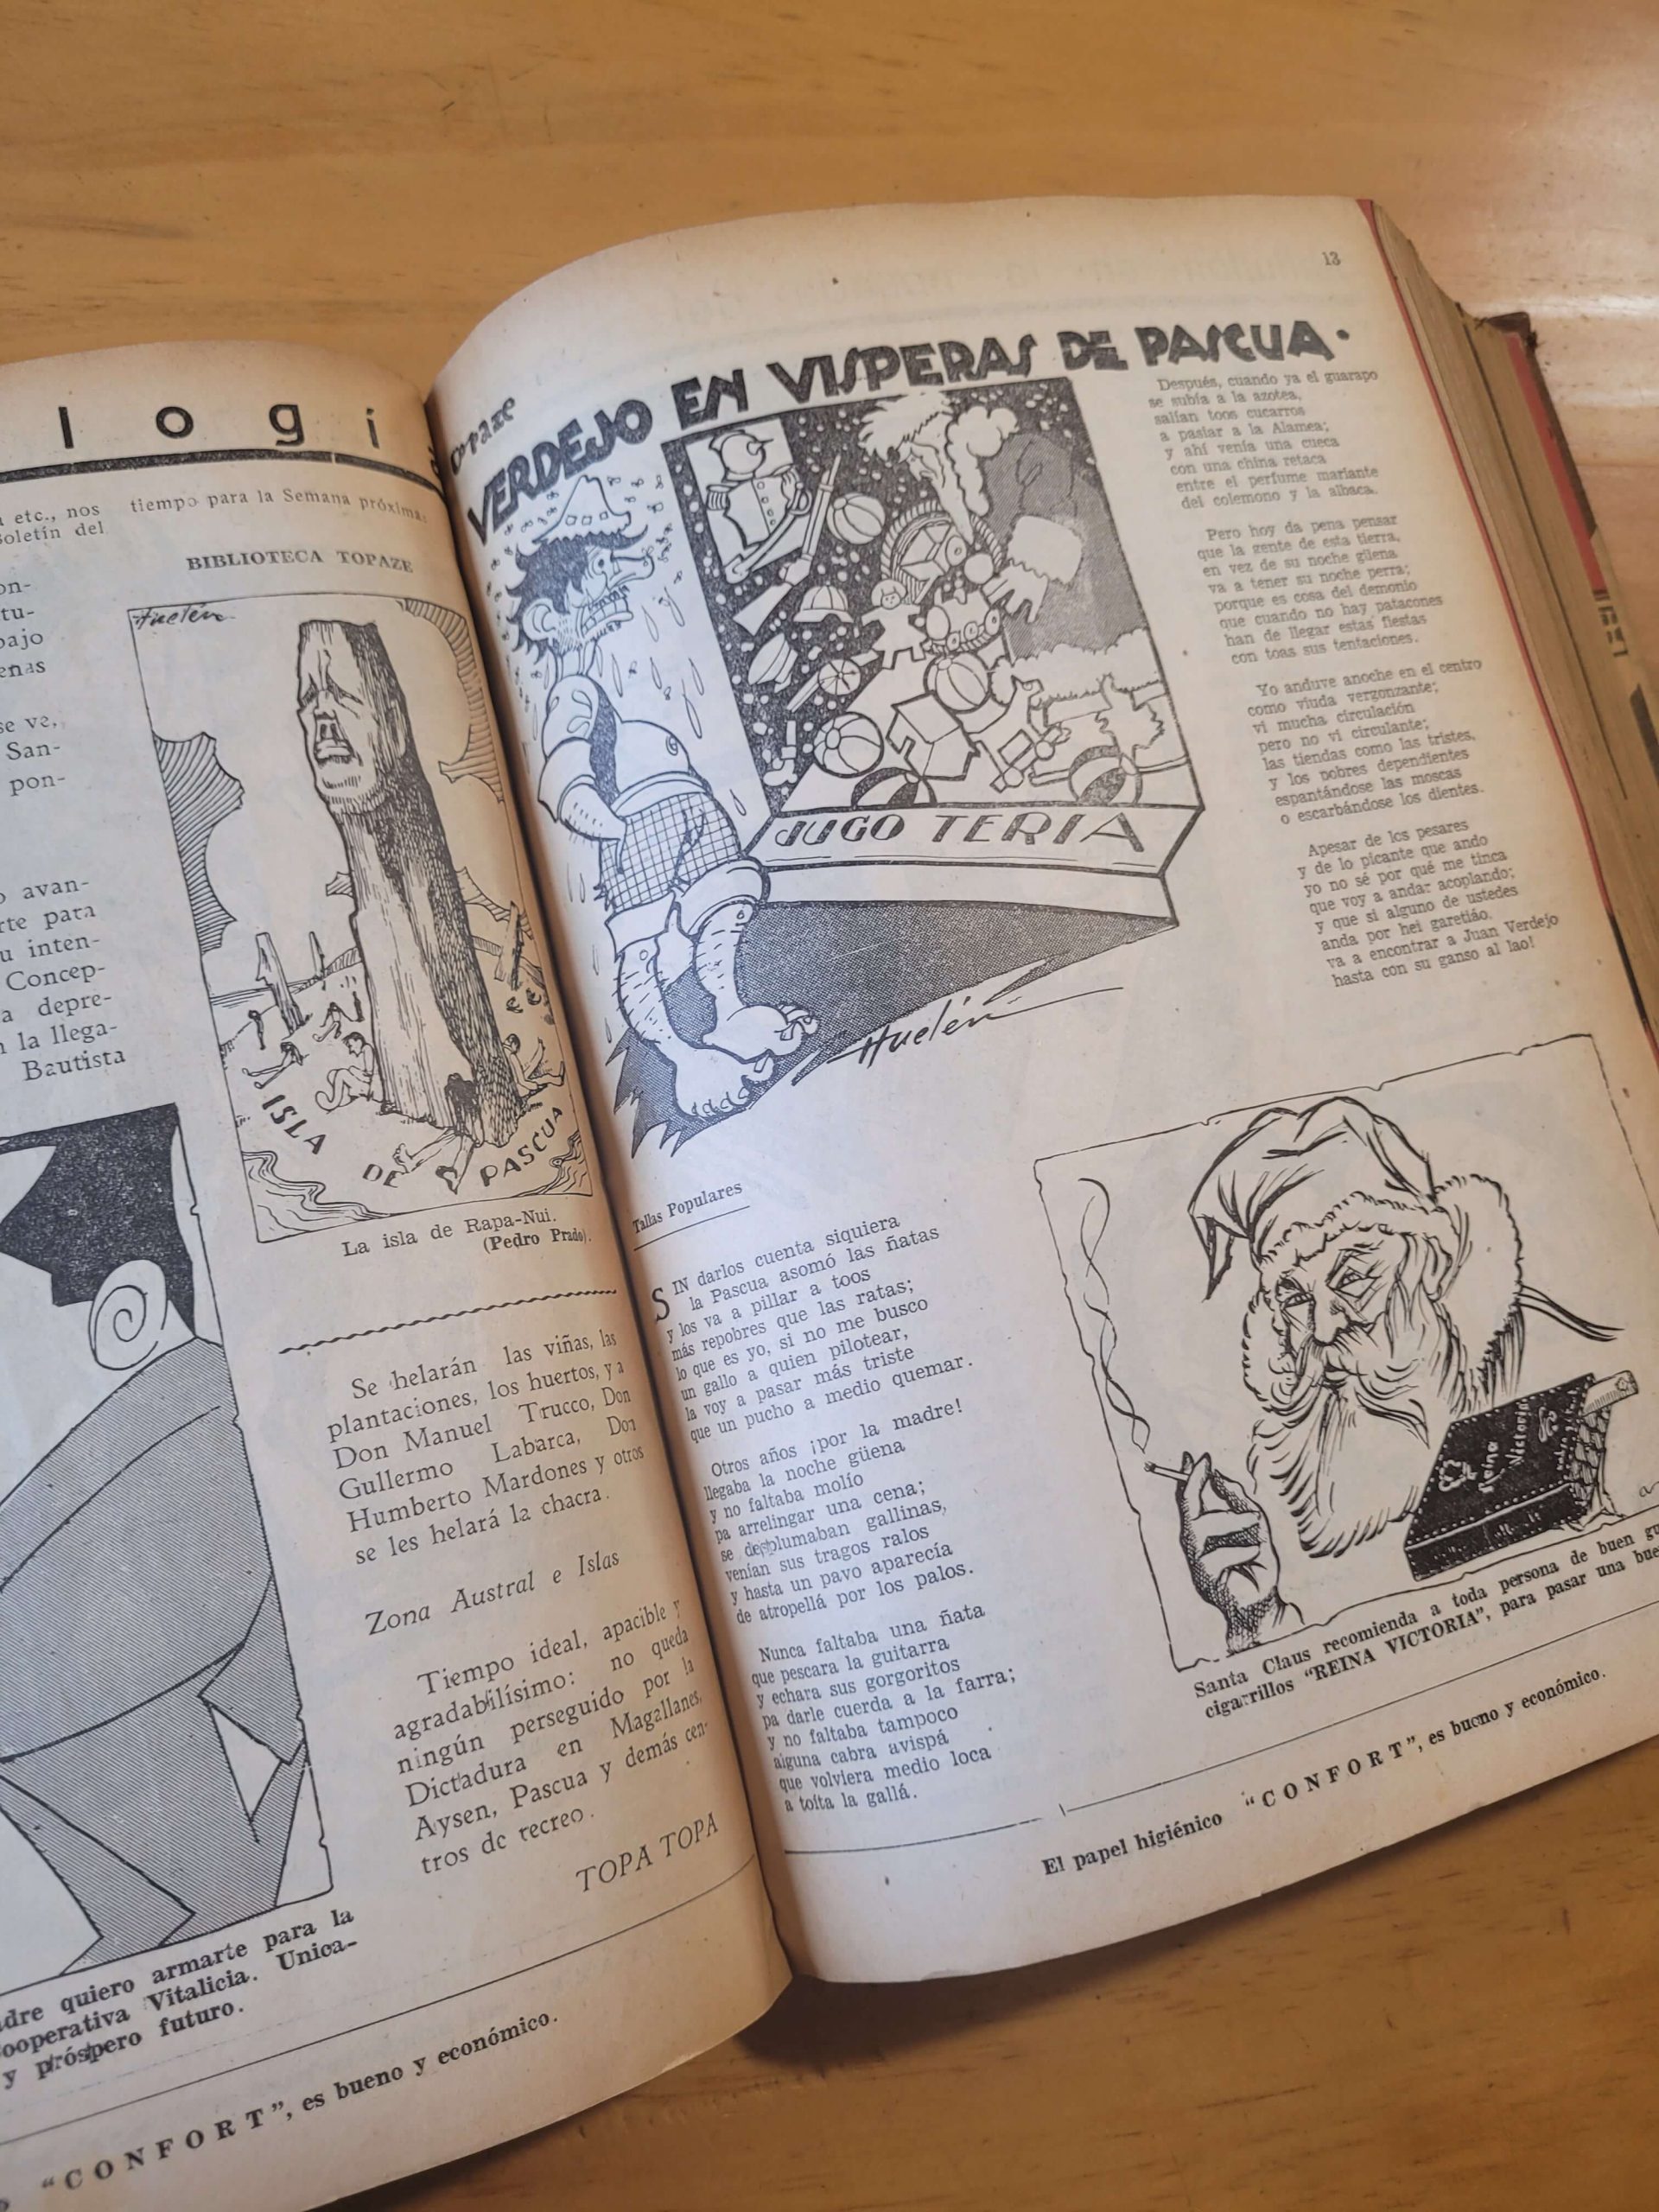 logí
a etc., nos
Boletín del
tu-
bajo
enas
se ve,
San-
pon-
avan-
rte para
u inten-
Concep-
a depre-
la llega-
Bautista
tiempo para la Semana próxima:
BIBLIOTECA TOPAZE
Huelén
ISLA DE PASCUA
La isla de Rapa-Nui.
(Pedro Prado).
Se helarán las viñas, las
plantaciones, los huertos, y a
Don Manuel Trucco, Don
Gullermo Labarca, Don
Humberto Mardones y otros
se les helará la chacra.
Zona Austral e Islas
Tiempo ideal, apacible y
agradabilísimo: no queda
ningún perseguido por la
Dictadura en Magallanes,
Aysen, Pascua y demás cen-
tros de recreo.
TOPA TOPA
dre quiero armarte para la
ooperativa Vitalicia. Unica-
y próspero futuro.
"CONFORT", es bueno y económico.
13
VERDEJO EN VISPERAS DE PASCUA.
JUGOTERIA
Huelén
Tallas Populares
SIN darlos cuenta siquiera
la Pascua asomó las ñatas
y los va a pillar a toos
más repobres que las ratas;
lo que es yo, si no me busco
un gallo a quien pilotear,
la voy a pasar más triste
que un pucho a medio quemar.
Otros años ¡por la madre!
llegaba la noche güena
y no faltaba molío
pa arrelingar una cena;
se desplumaban gallinas,
venían sus tragos ralos
y hasta un pavo aparecía
de atropellá por los palos.
Nunca faltaba una ñata
que pescara la guitarra
y echara sus gorgoritos
pa darle cuerda a la farra;
y no faltaba tampoco
alguna cabra avispá
que volviera medio loca
a toíta la gallá.
Después, cuando ya el guarapo
se subía a la azotea,
salían toos cucarros
a pasiar a la Alamea;
y ahí venía una cueca
con una china retaca
entre el perfume mariante
del colemono y la albaca.
Pero hoy da pena pensar
que la gente de esta tierra,
en vez de su noche güena
va a tener su noche perra;
porque es cosa del demonio
que cuando no hay patacones
han de llegar estas fiestas
con toas sus tentaciones.
Yo anduve anoche en el centro
como viuda vergonzante;
vi mucha circulación
pero no vi circulante;
las tiendas como las tristes,
y los pobres dependientes
espantándose las moscas
o escarbándose los dientes.
Apesar de los pesares
y de lo picante que ando
yo no sé por qué me tinca
que voy a andar acoplando;
y que si alguno de ustedes
anda por hei garetiáo,
va a encontrar a Juan Verdejo
hasta con su ganso al lao!
Reina Victoria
Santa Claus recomienda a toda persona de buen
cigarrillos "REINA VICTORIA", para pasar una
El papel higiénico "CONFORT", es bueno y económico.